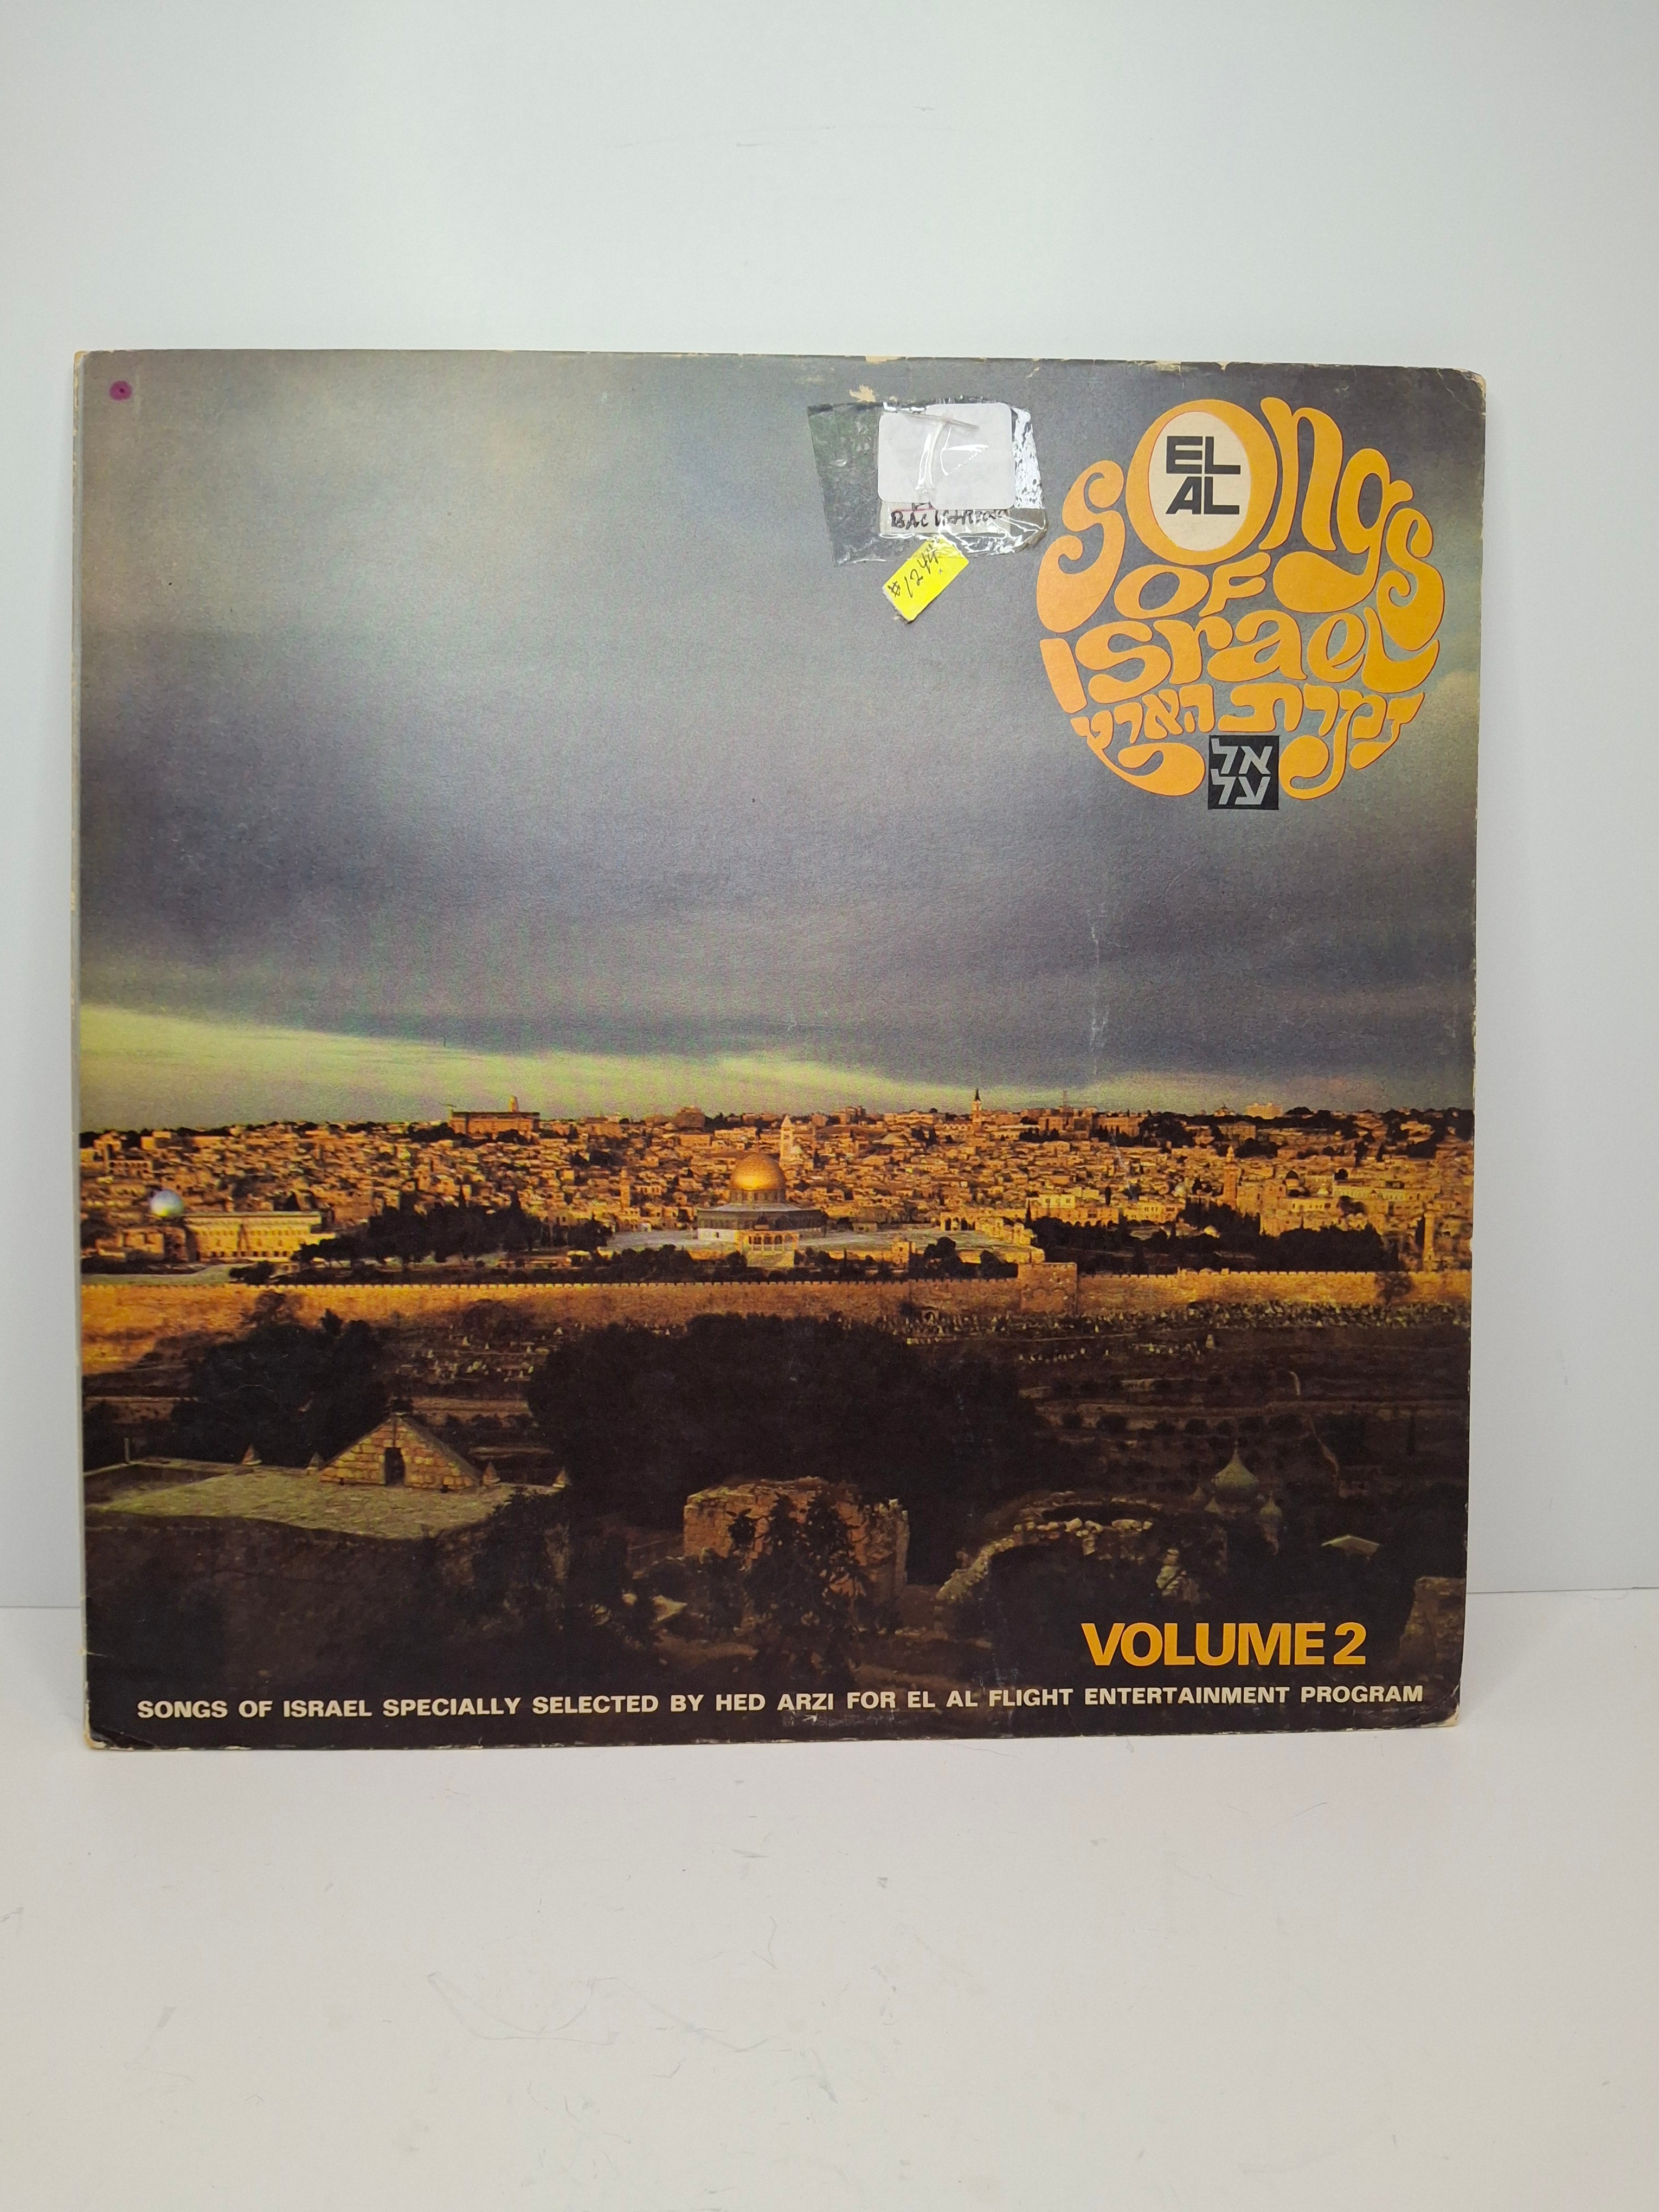 EL
AL
SONGS
OF
ISRAEL
זמרת הארץ
אל
על
$12.44
VOLUME 2
SONGS OF ISRAEL SPECIALLY SELECTED BY HED ARZI FOR EL AL FLIGHT ENTERTAINMENT PROGRAM